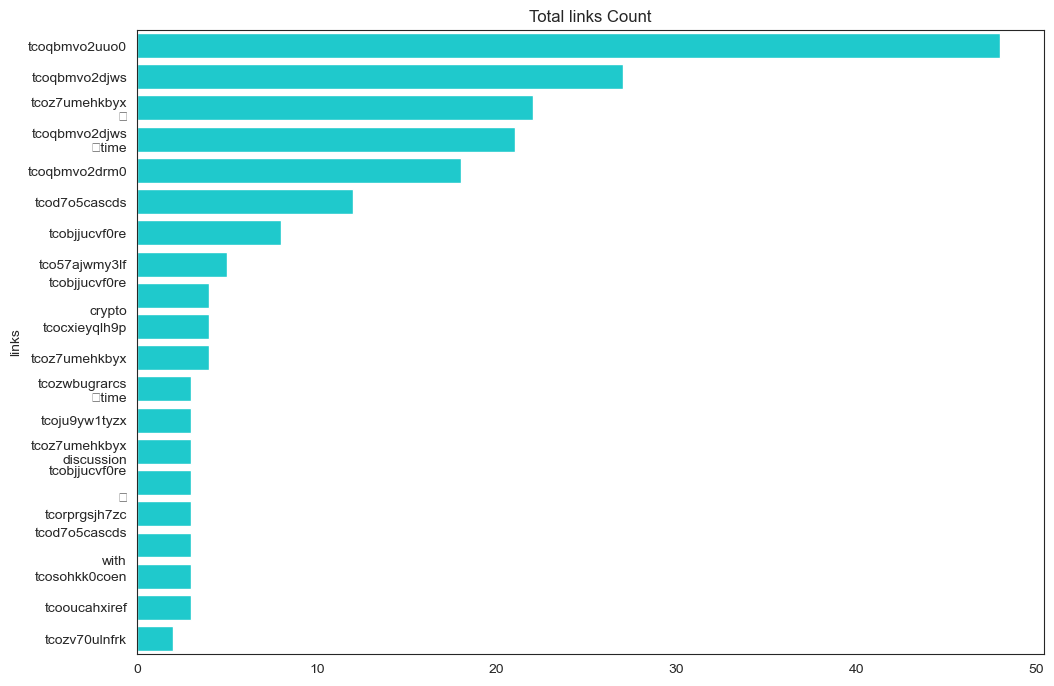 Total links Count
tcoqbmvo2uuo0
tcoqbmvo2djws
tcoz7umehkbyx
□
tcoqbmvo2djws
□time
tcoqbmvo2drm0
tcod7o5cascds
tcobjjucvf0re
tco57ajwmy3lf
tcobjjucvf0re
crypto
tcocxieyqlh9p
tcoz7umehkbyx
tcozwbugrarcs
□time
tcoju9yw1tyzx
tcoz7umehkbyx
discussion
tcobjjucvf0re
□
tcorprgsjh7zc
tcod7o5cascds
with
tcosohkk0coen
tcooucahxiref
tcozv70ulnfrk
links
0 10 20 30 40 50